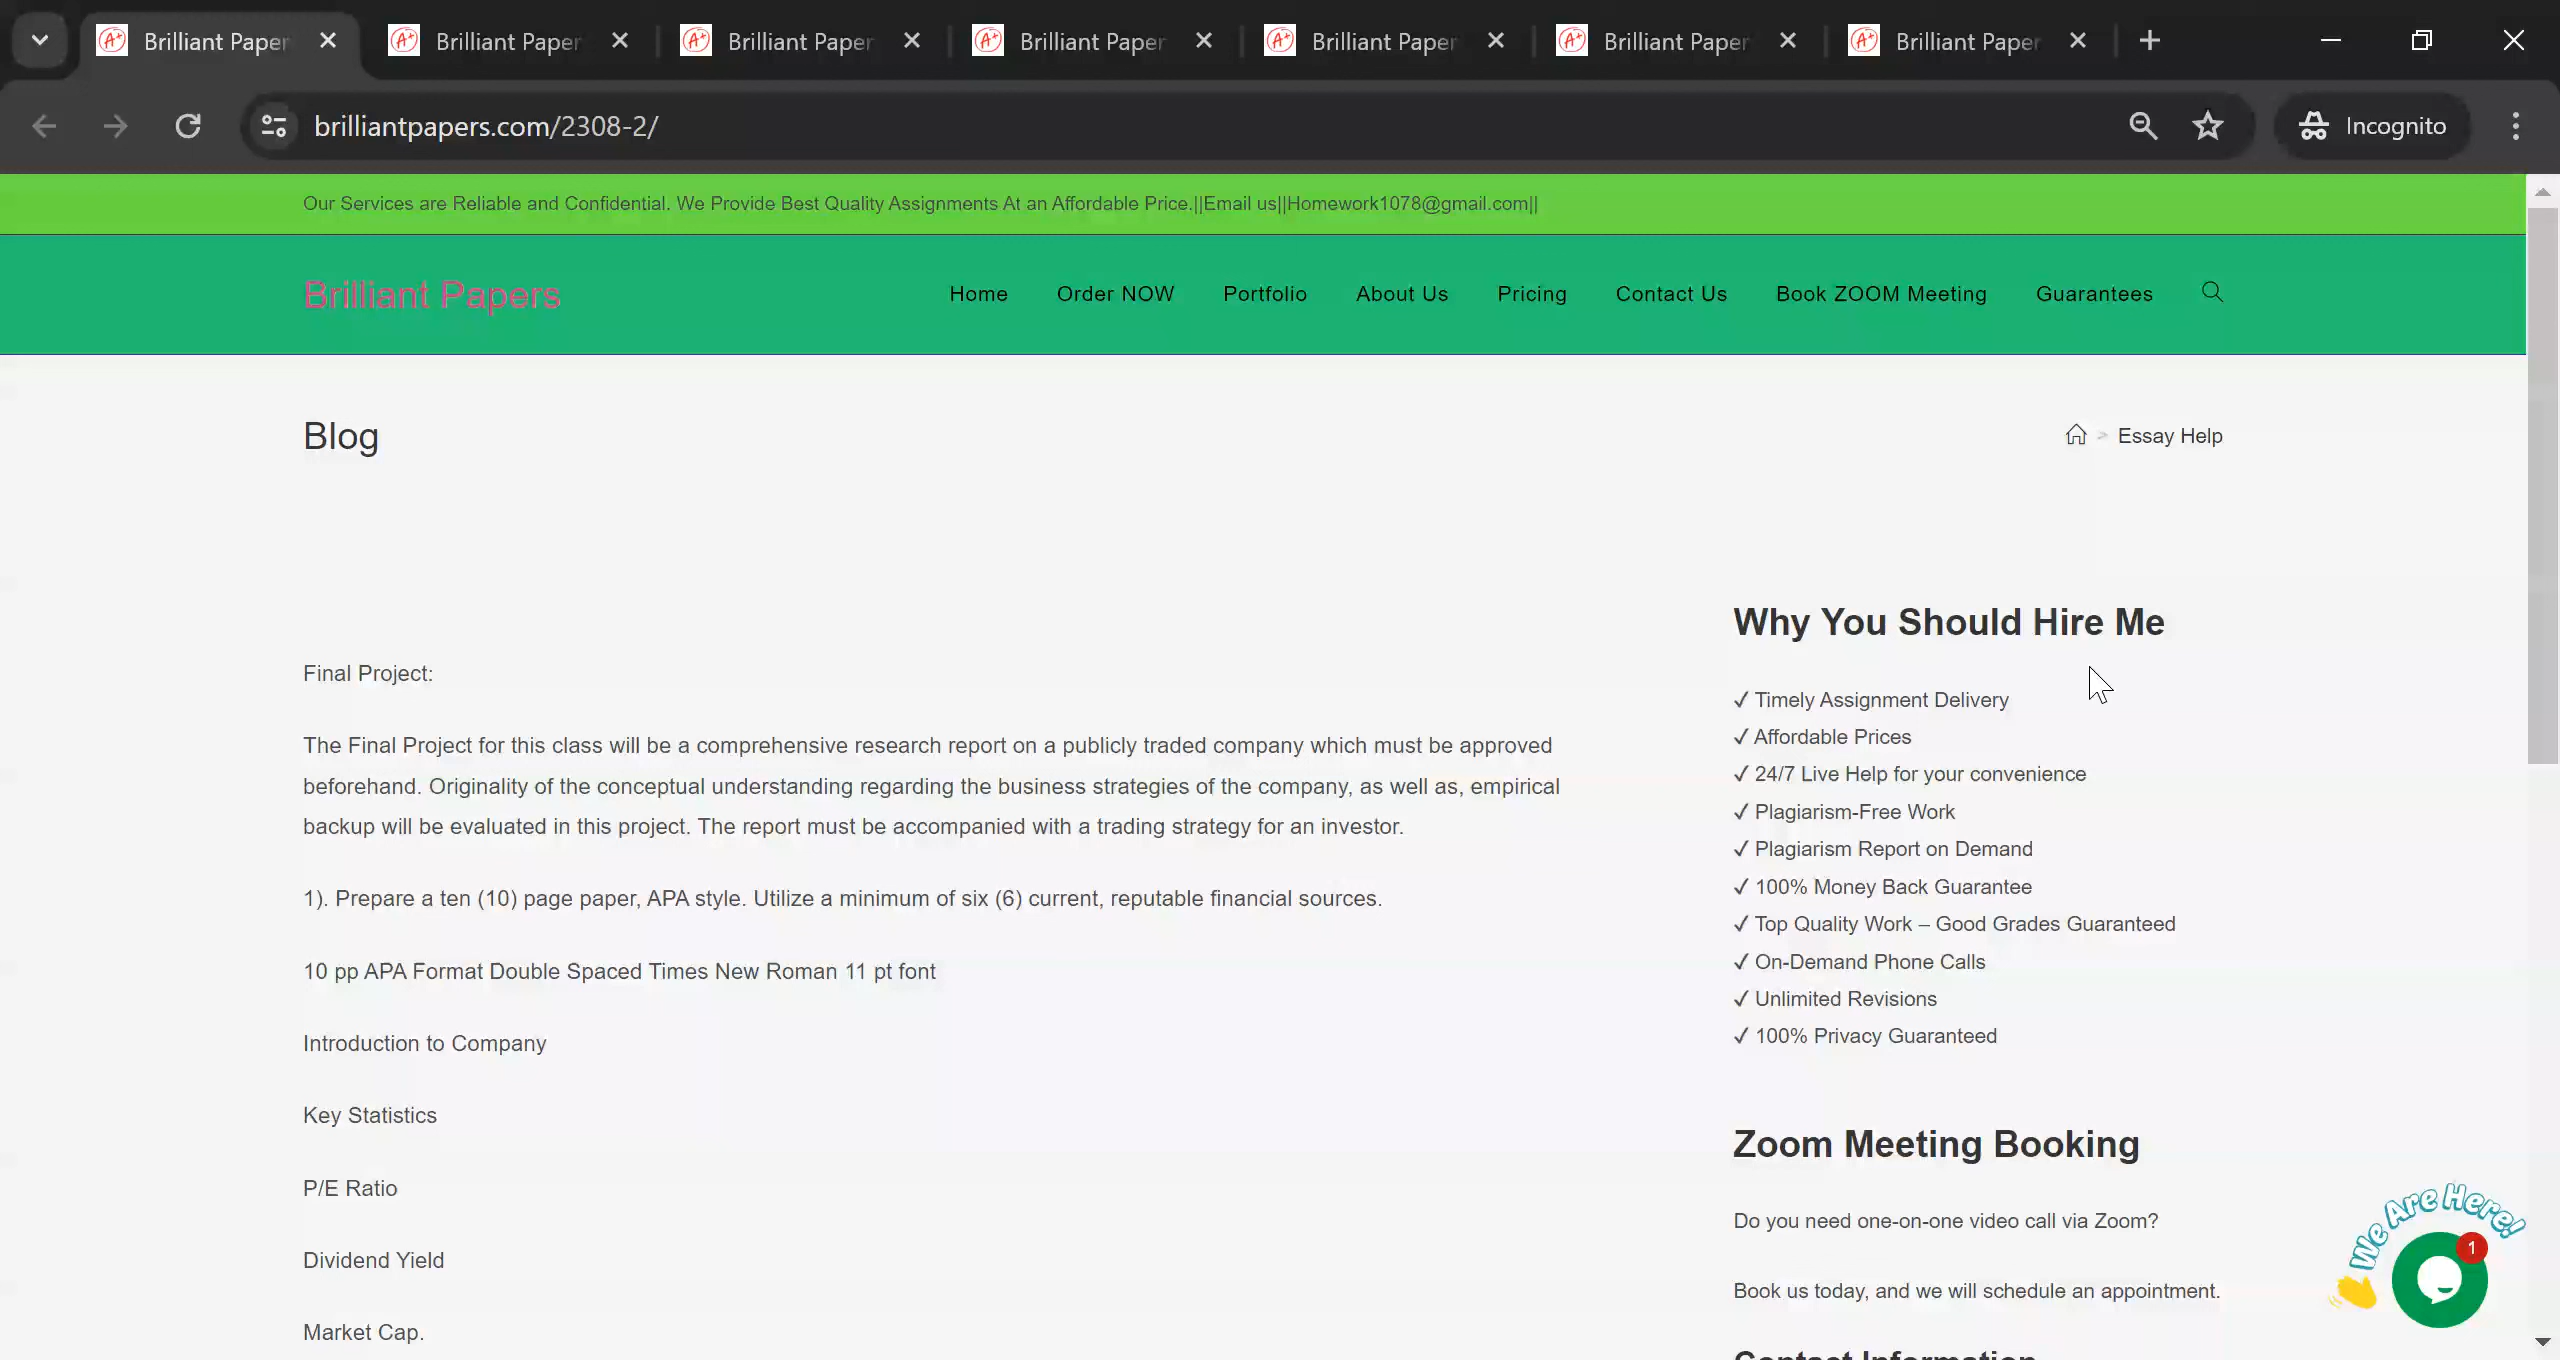 Brilliant Paper
Brilliant Paper
Brilliant Paper
Brilliant Paper
Brilliant Paper
Brilliant Paper
Brilliant Paper
brilliantpapers.com/2308-2/
Incognito
Our Services are Reliable and Confidential. We Provide Best Quality Assignments At an Affordable Price.||Email us||Homework1078@gmail.com||
Brilliant Papers
Home
Order NOW
Portfolio
About Us
Pricing
Contact Us
Book ZOOM Meeting
Guarantees
Blog
> Essay Help
Final Project:
The Final Project for this class will be a comprehensive research report on a publicly traded company which must be approved
beforehand. Originality of the conceptual understanding regarding the business strategies of the company, as well as, empirical
backup will be evaluated in this project. The report must be accompanied with a trading strategy for an investor.
1). Prepare a ten (10) page paper, APA style. Utilize a minimum of six (6) current, reputable financial sources.
10 pp APA Format Double Spaced Times New Roman 11 pt font
Introduction to Company
Key Statistics
P/E Ratio
Dividend Yield
Market Cap.
Why You Should Hire Me
✓ Timely Assignment Delivery
✓ Affordable Prices
✓ 24/7 Live Help for your convenience
✓ Plagiarism-Free Work
✓ Plagiarism Report on Demand
✓ 100% Money Back Guarantee
✓ Top Quality Work – Good Grades Guaranteed
✓ On-Demand Phone Calls
✓ Unlimited Revisions
✓ 100% Privacy Guaranteed
Zoom Meeting Booking
Do you need one-on-one video call via Zoom?
Book us today, and we will schedule an appointment.
Contact Information
We Are Here!
1